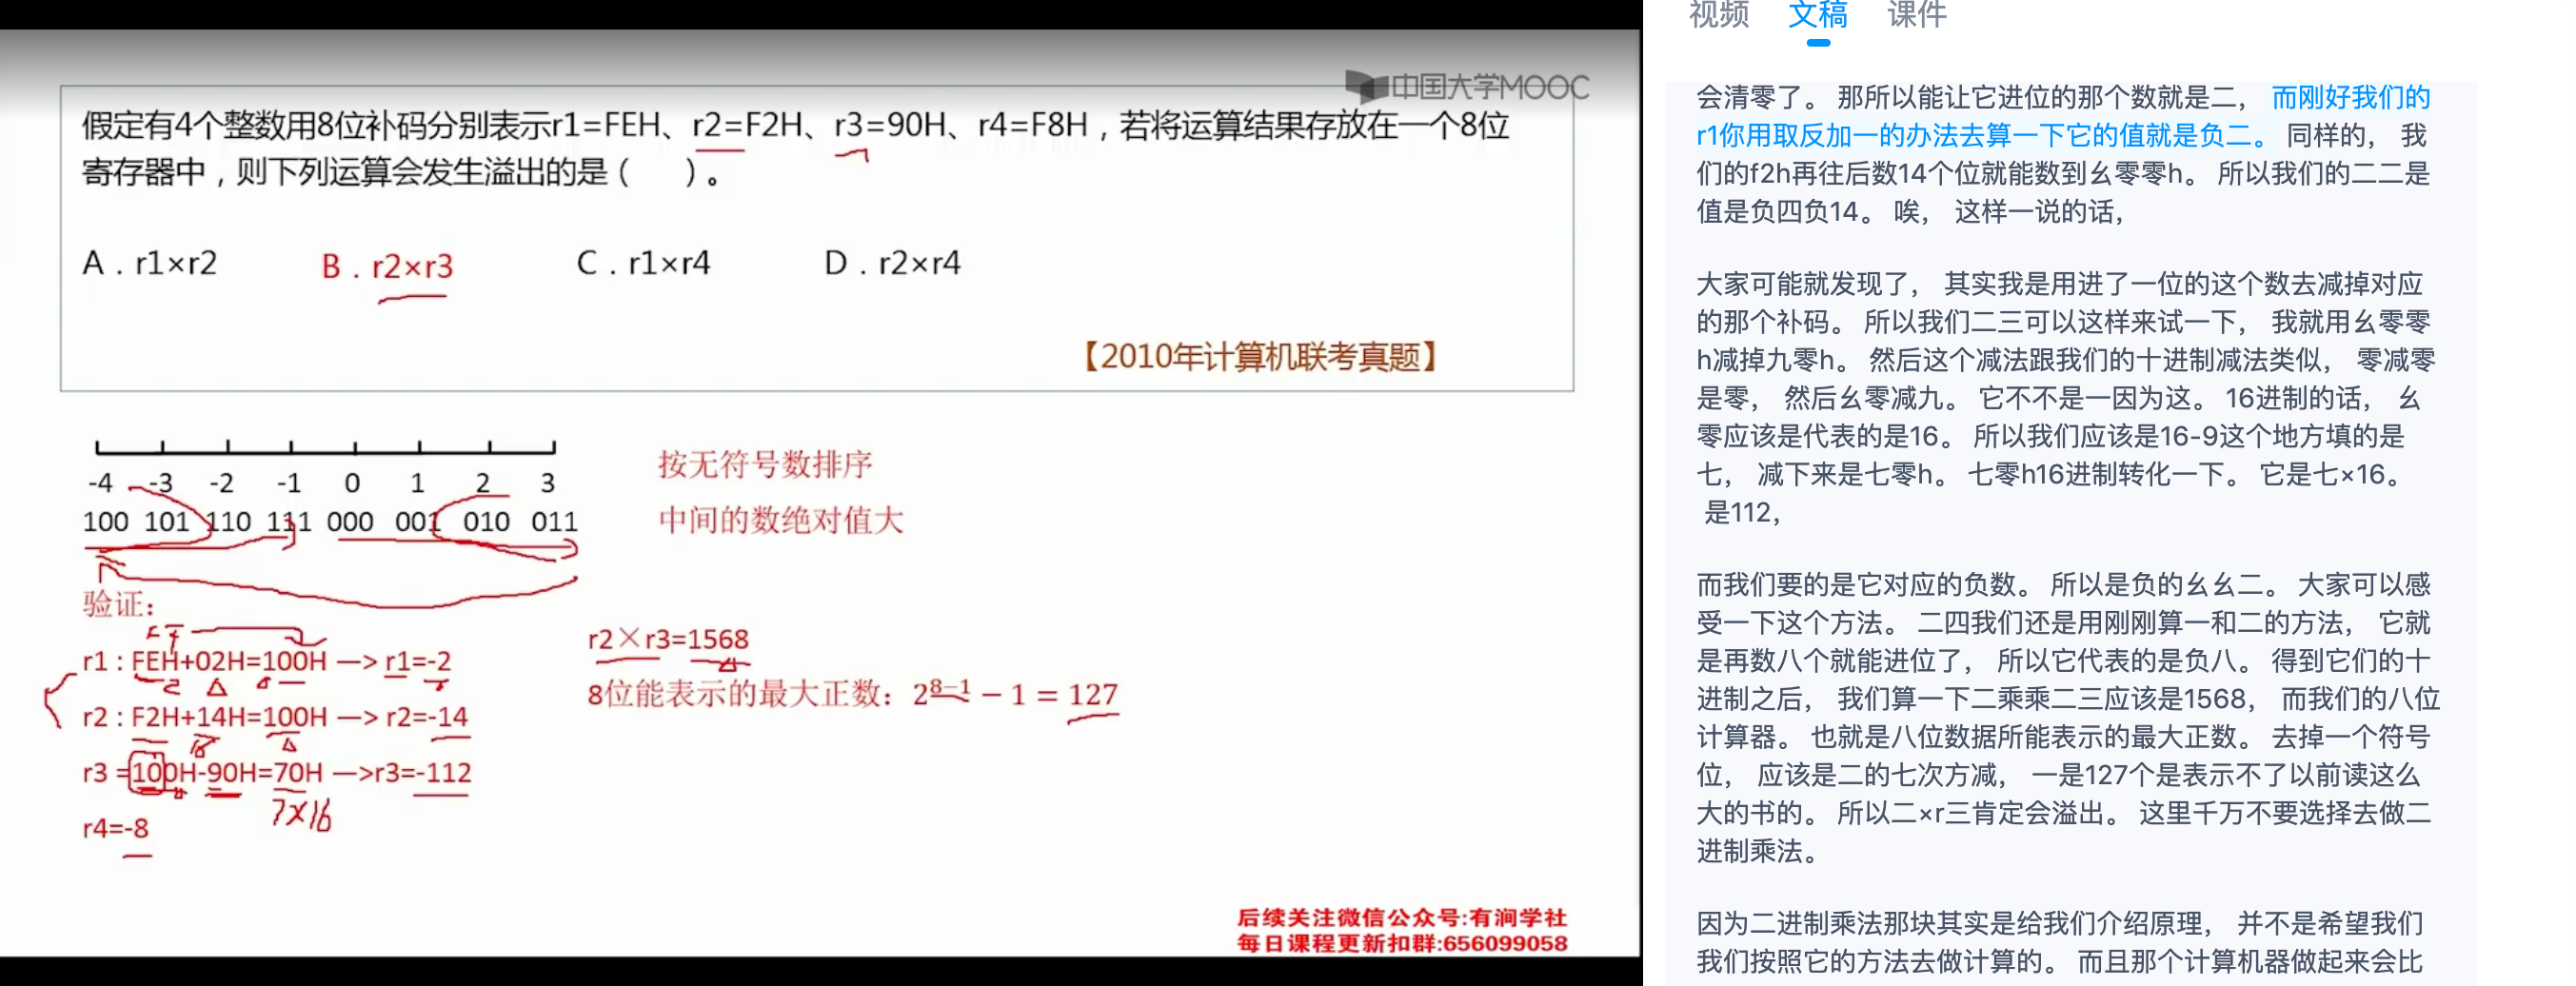 中国大学MOOC
假定有4个整数用8位补码分别表示r1=FEH、r2=F2H、r3=90H、r4=F8H，若将运算结果存放在一个8位
寄存器中，则下列运算会发生溢出的是（　　）。
A．r1×r2　B．r2×r3　C．r1×r4　D．r2×r4
【2010年计算机联考真题】
-4 -3 -2 -1 0 1 2 3
100 101 110 111 000 001 010 011
按无符号数排序
中间的数绝对值大
验证：
r1：FEH+02H=100H —> r1=-2
r2：F2H+14H=100H —> r2=-14
r3 =100H-90H=70H —>r3=-112
7×16
r4=-8
r2×r3=1568
8位能表示的最大正数：2^{8-1} − 1 = 127
后续关注微信公众号:有涧学社
每日课程更新扣群:656099058
视频 文稿 课件
会清零了。 那所以能让它进位的那个数就是二， 而刚好我们的
r1你用取反加一的办法去算一下它的值就是负二。 同样的， 我
们的f2h再往后数14个位就能数到幺零零h。 所以我们的二二是
值是负四负14。 唉， 这样一说的话，
大家可能就发现了， 其实我是用进了一位的这个数去减掉对应
的那个补码。 所以我们二三可以这样来试一下， 我就用幺零零
h减掉九零h。 然后这个减法跟我们的十进制减法类似， 零减零
是零， 然后幺零减九。 它不不是一因为这。 16进制的话， 幺
零应该是代表的是16。 所以我们应该是16-9这个地方填的是
七， 减下来是七零h。 七零h16进制转化一下。 它是七×16。
是112，
而我们要的是它对应的负数。 所以是负的幺幺二。 大家可以感
受一下这个方法。 二四我们还是用刚刚算一和二的方法， 它就
是再数八个就能进位了， 所以它代表的是负八。 得到它们的十
进制之后， 我们算一下二乘乘二三应该是1568， 而我们的八位
计算器。 也就是八位数据所能表示的最大正数。 去掉一个符号
位， 应该是二的七次方减， 一是127个是表示不了以前读这么
大的书的。 所以二×r三肯定会溢出。 这里千万不要选择去做二
进制乘法。
因为二进制乘法那块其实是给我们介绍原理， 并不是希望我们
我们按照它的方法去做计算的。 而且那个计算机器做起来会比